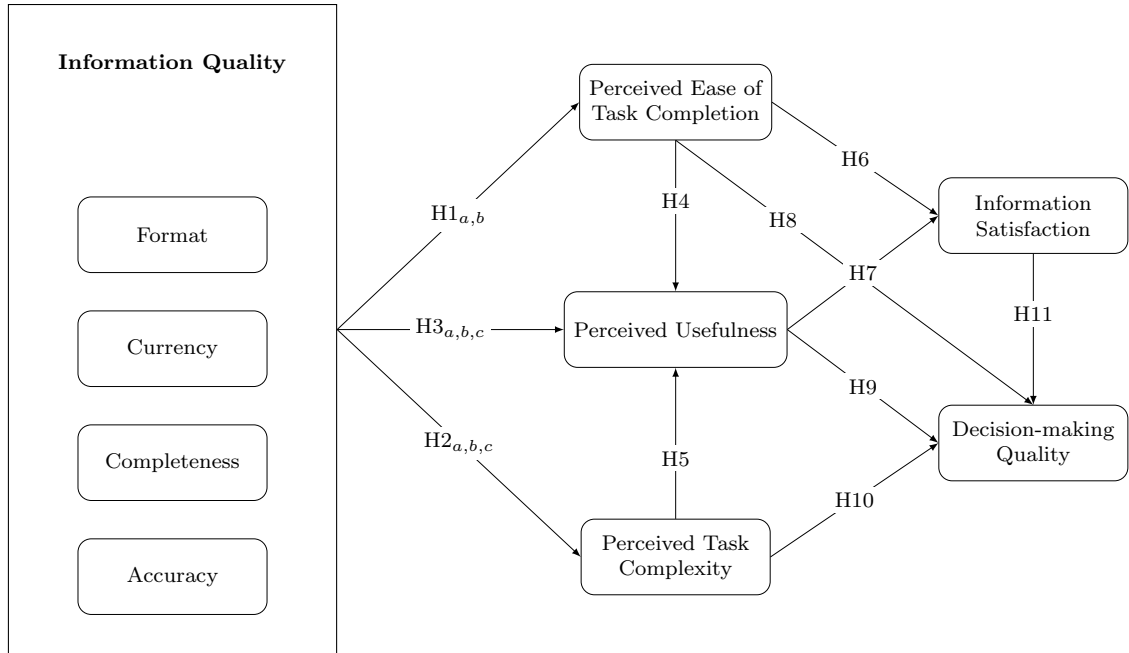 Information Quality
Format
Currency
Completeness
Accuracy
H1a,b
H3a,b,c
H2a,b,c
Perceived Ease of
Task Completion
H4
H8
Perceived Usefulness
H5
Perceived Task
Complexity
H6
H7
H9
H10
Information
Satisfaction
H11
Decision-making
Quality